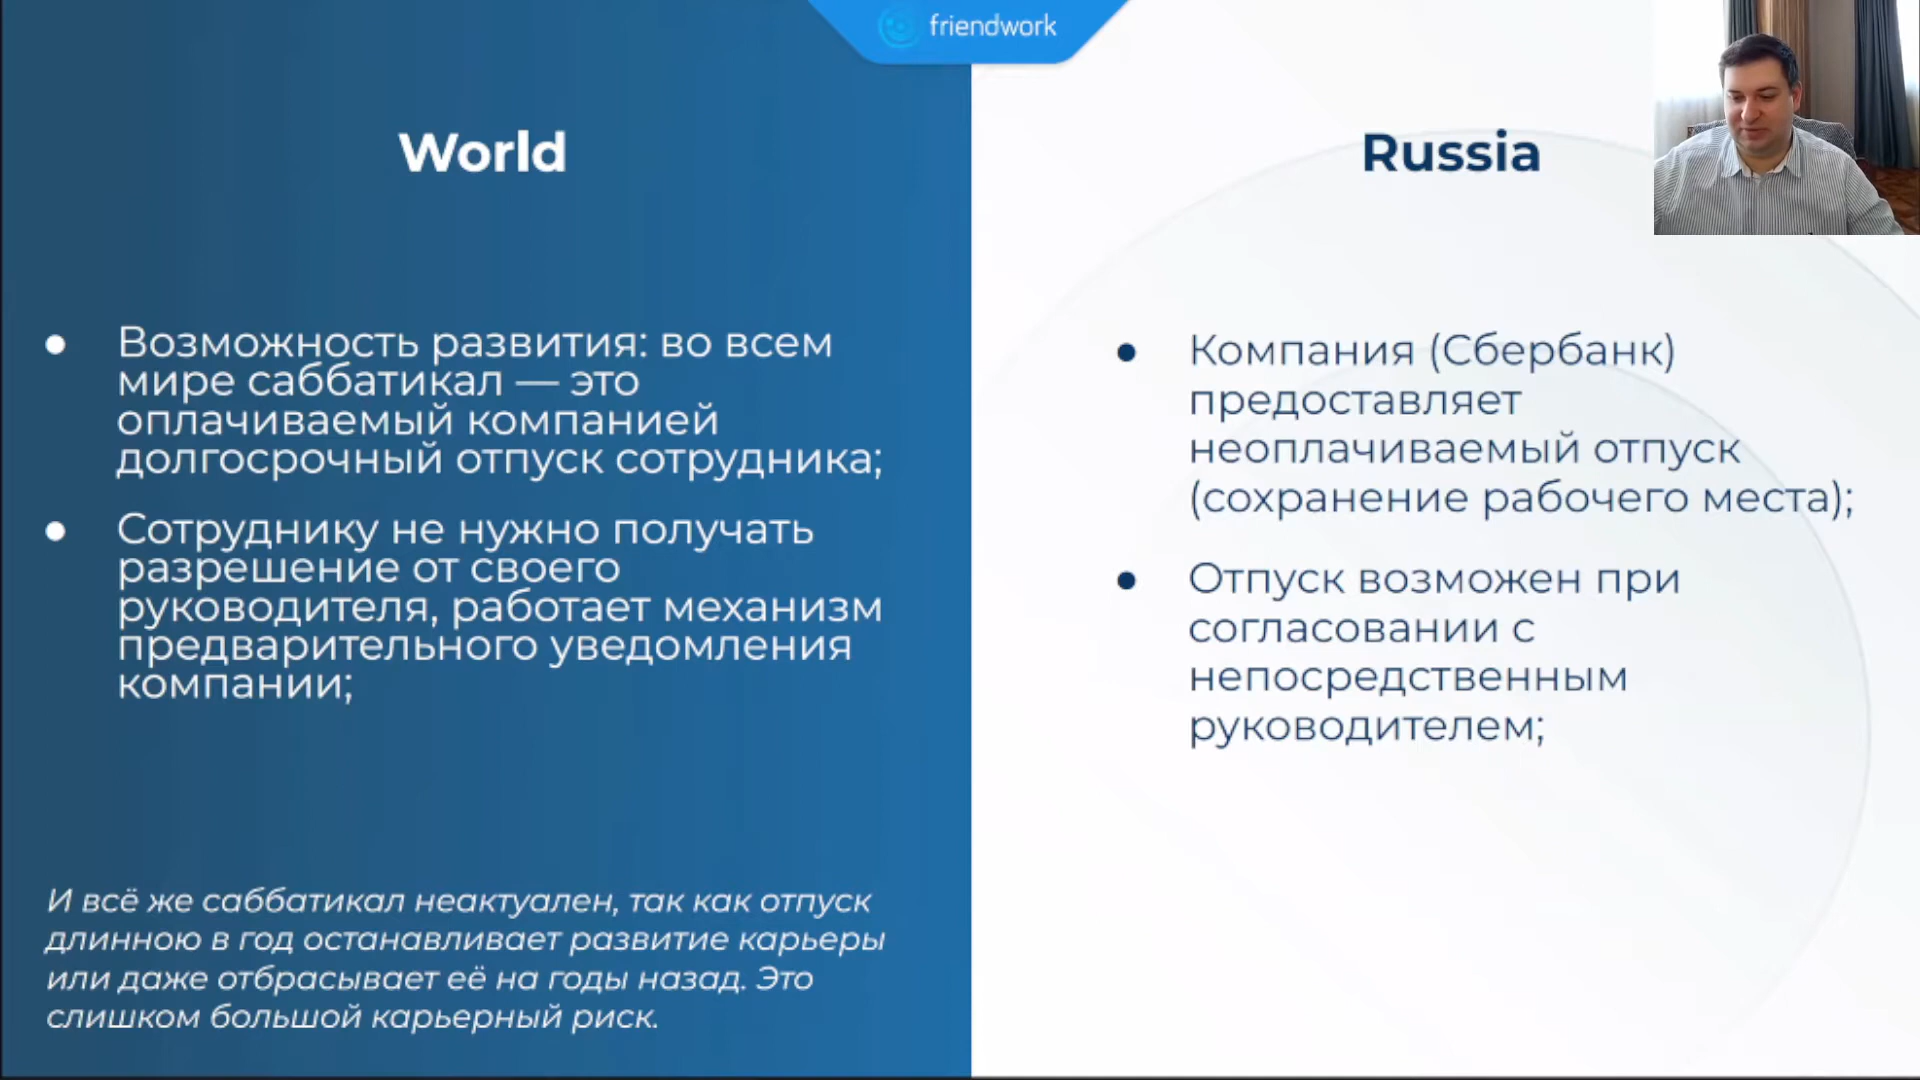 friendwork
World
Возможность развития: во всем
мире саббатикал — это
оплачиваемый компанией
долгосрочный отпуск сотрудника;
Сотруднику не нужно получать
разрешение от своего
руководителя, работает механизм
предварительного уведомления
компании;
И всё же саббатикал неактуален, так как отпуск
длинною в год останавливает развитие карьеры
или даже отбрасывает её на годы назад. Это
слишком большой карьерный риск.
Russia
Компания (Сбербанк)
предоставляет
неоплачиваемый отпуск
(сохранение рабочего места);
Отпуск возможен при
согласовании с
непосредственным
руководителем;